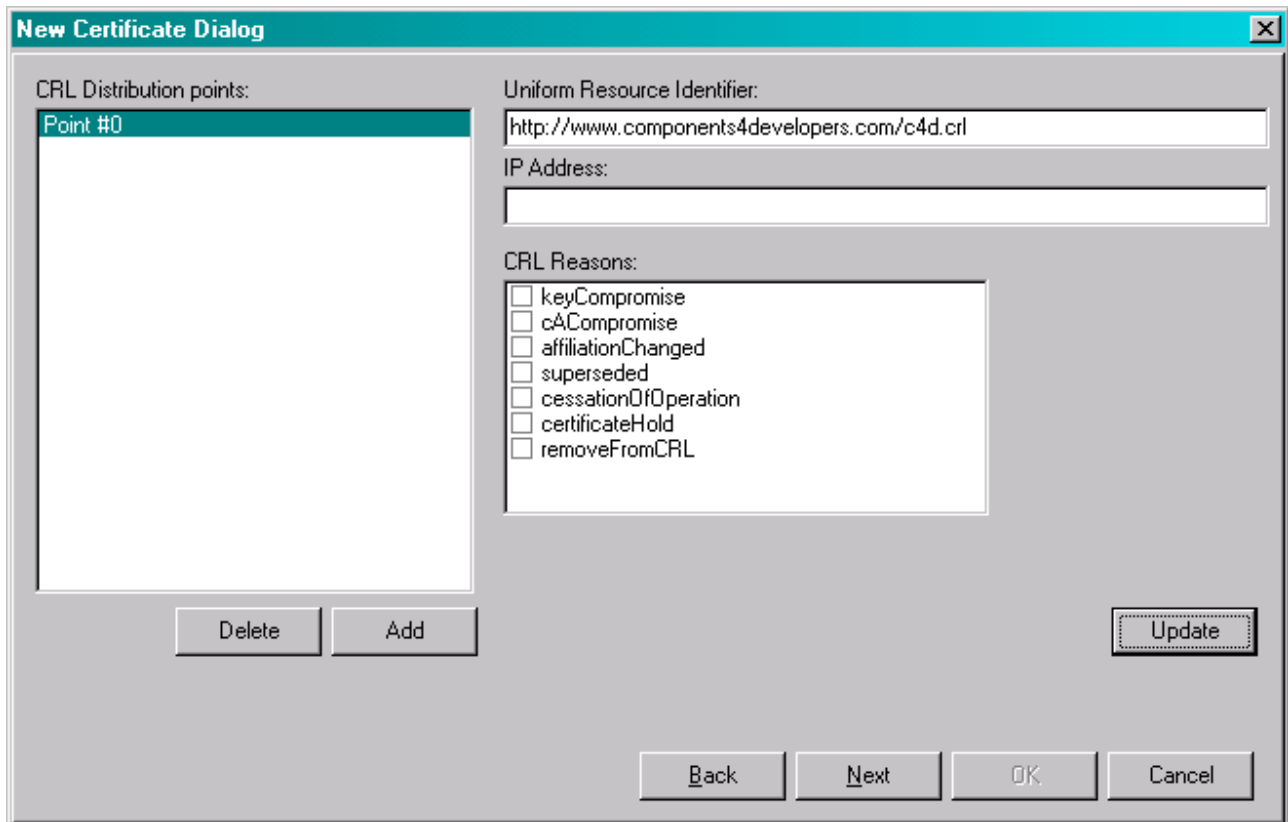 New Certificate Dialog
CRL Distribution points:
Point #0
Delete
Add
Uniform Resource Identifier:
http://www.components4developers.com/c4d.crl
IP Address:
CRL Reasons:
keyCompromise
cACompromise
affiliationChanged
superseded
cessationOfOperation
certificateHold
removeFromCRL
Update
Back
Next
OK
Cancel